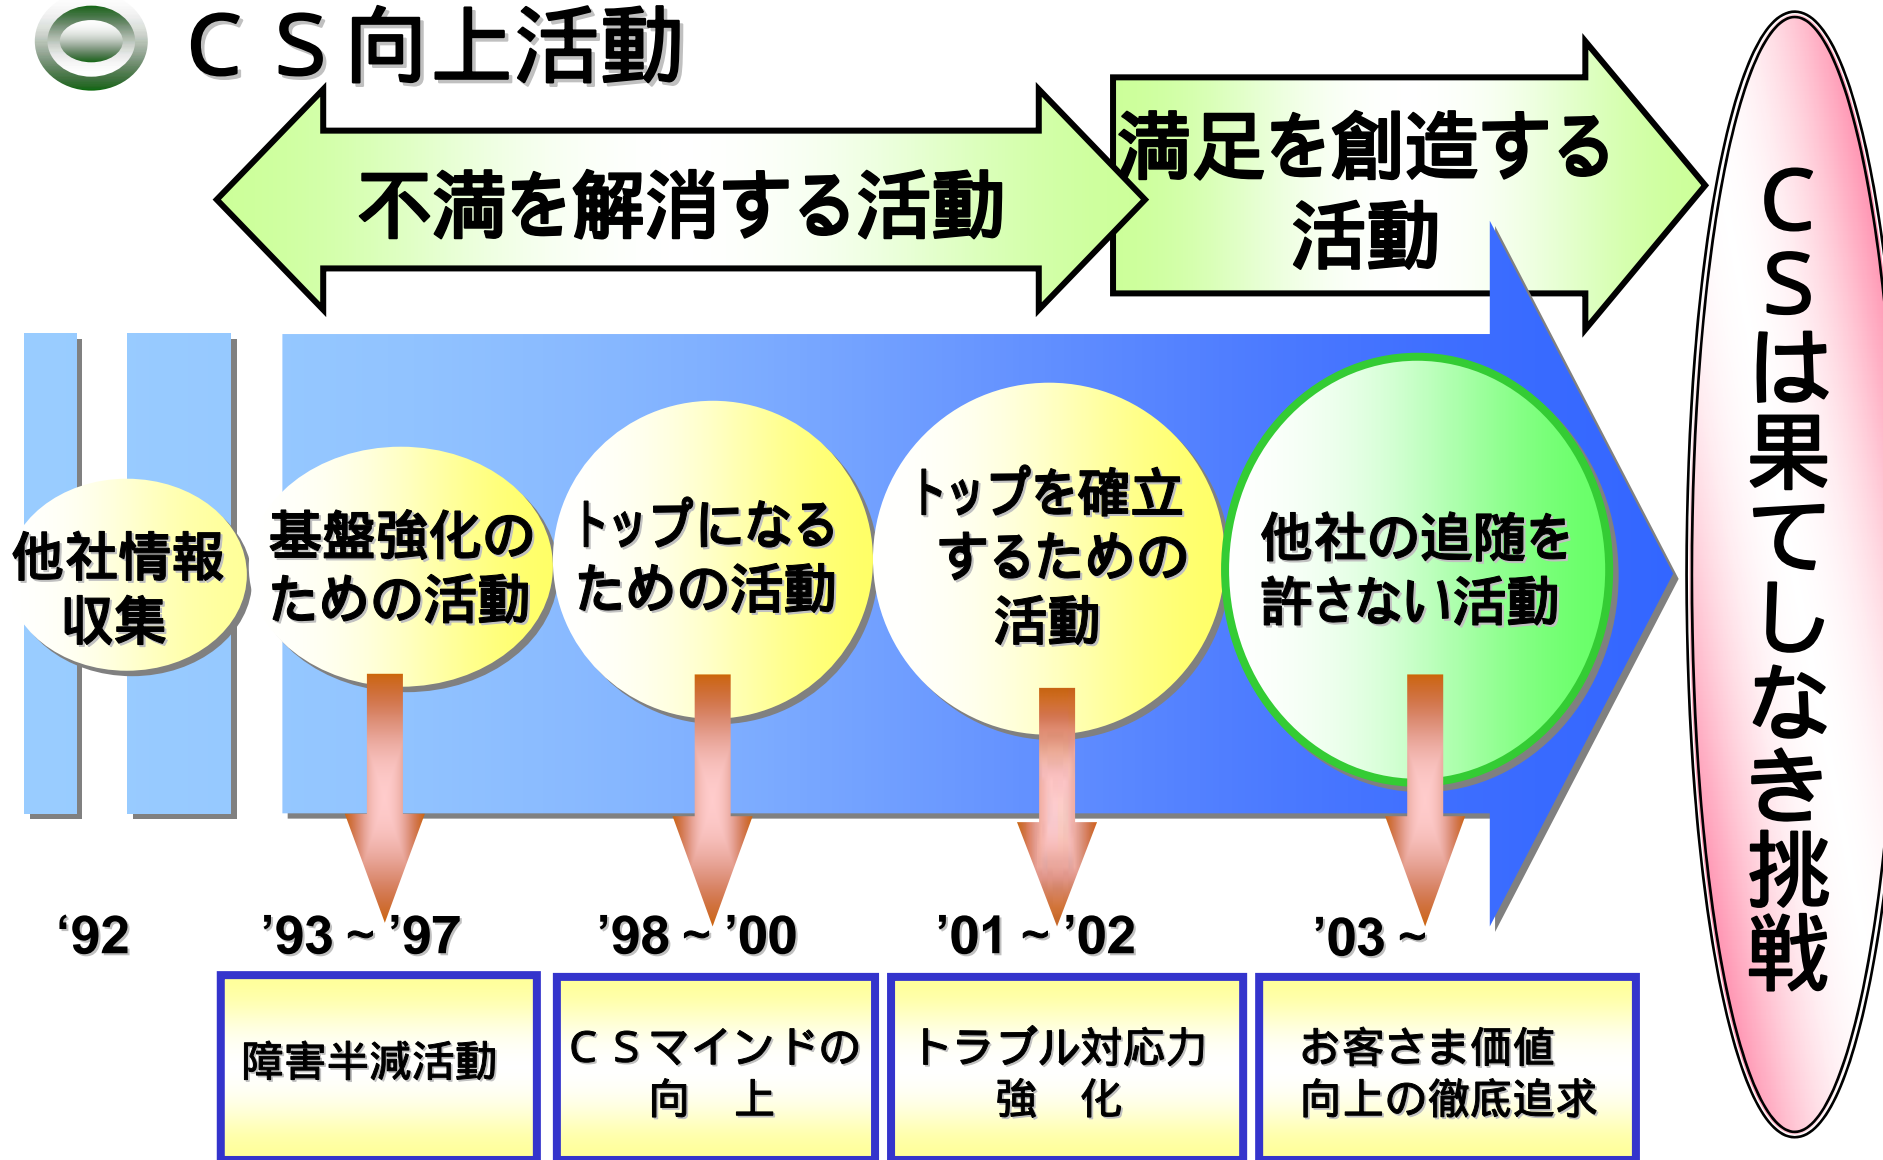 ＣＳ向上活動
不満を解消する活動
満足を創造する
活動
他社情報
収集
基盤強化の
ための活動
トップになる
ための活動
トップを確立
するための
活動
他社の追随を
許さない活動
‘92
’93～’97
’98～’00
’01～’02
’03～
障害半減活動
ＣＳマインドの
向　上
トラブル対応力
強　化
お客さま価値
向上の徹底追求
ＣＳは果てしなき挑戦